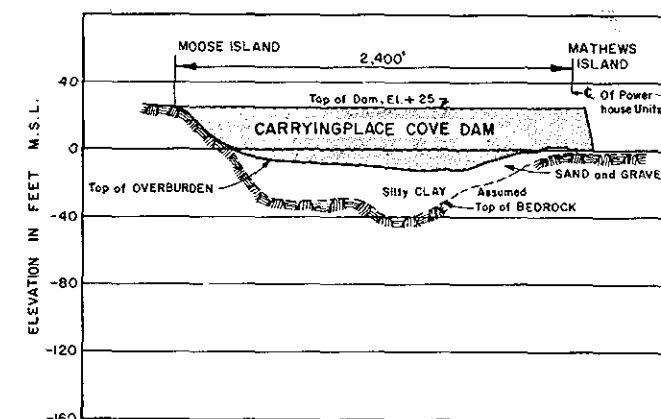 MOOSE ISLAND
2,400'
MATHEWS
ISLAND
40
℄ Of Power-
house Units
Top of Dam, El. + 25
CARRYINGPLACE COVE DAM
0
SAND and GRAVE
Top of OVERBURDEN
Silty CLAY
Assumed
Top of BEDROCK
-40
ELEVATION IN FEET M.S.L.
-80
-120
-160